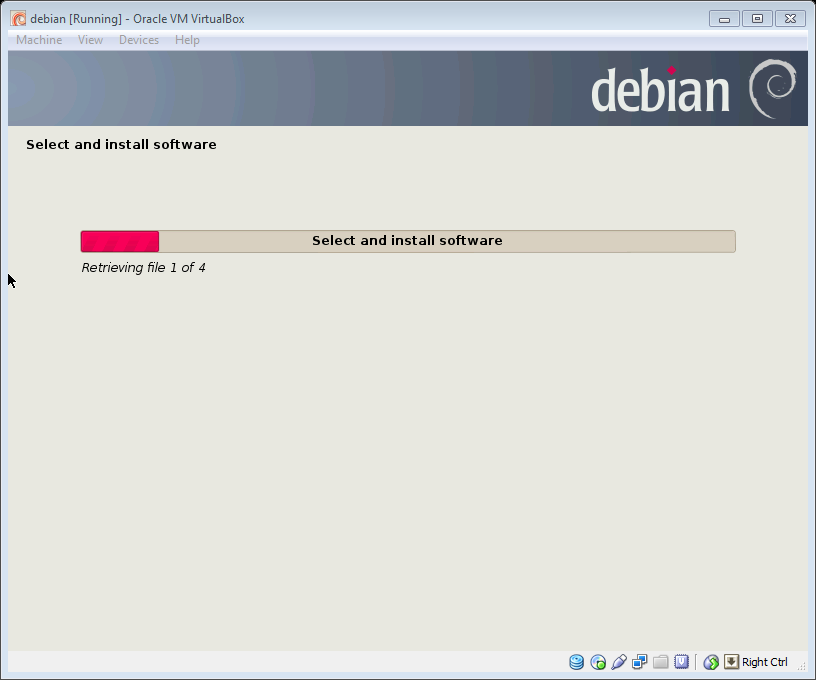 debian [Running] - Oracle VM VirtualBox
Machine View Devices Help
debian
Select and install software
Select and install software
Retrieving file 1 of 4
Right Ctrl